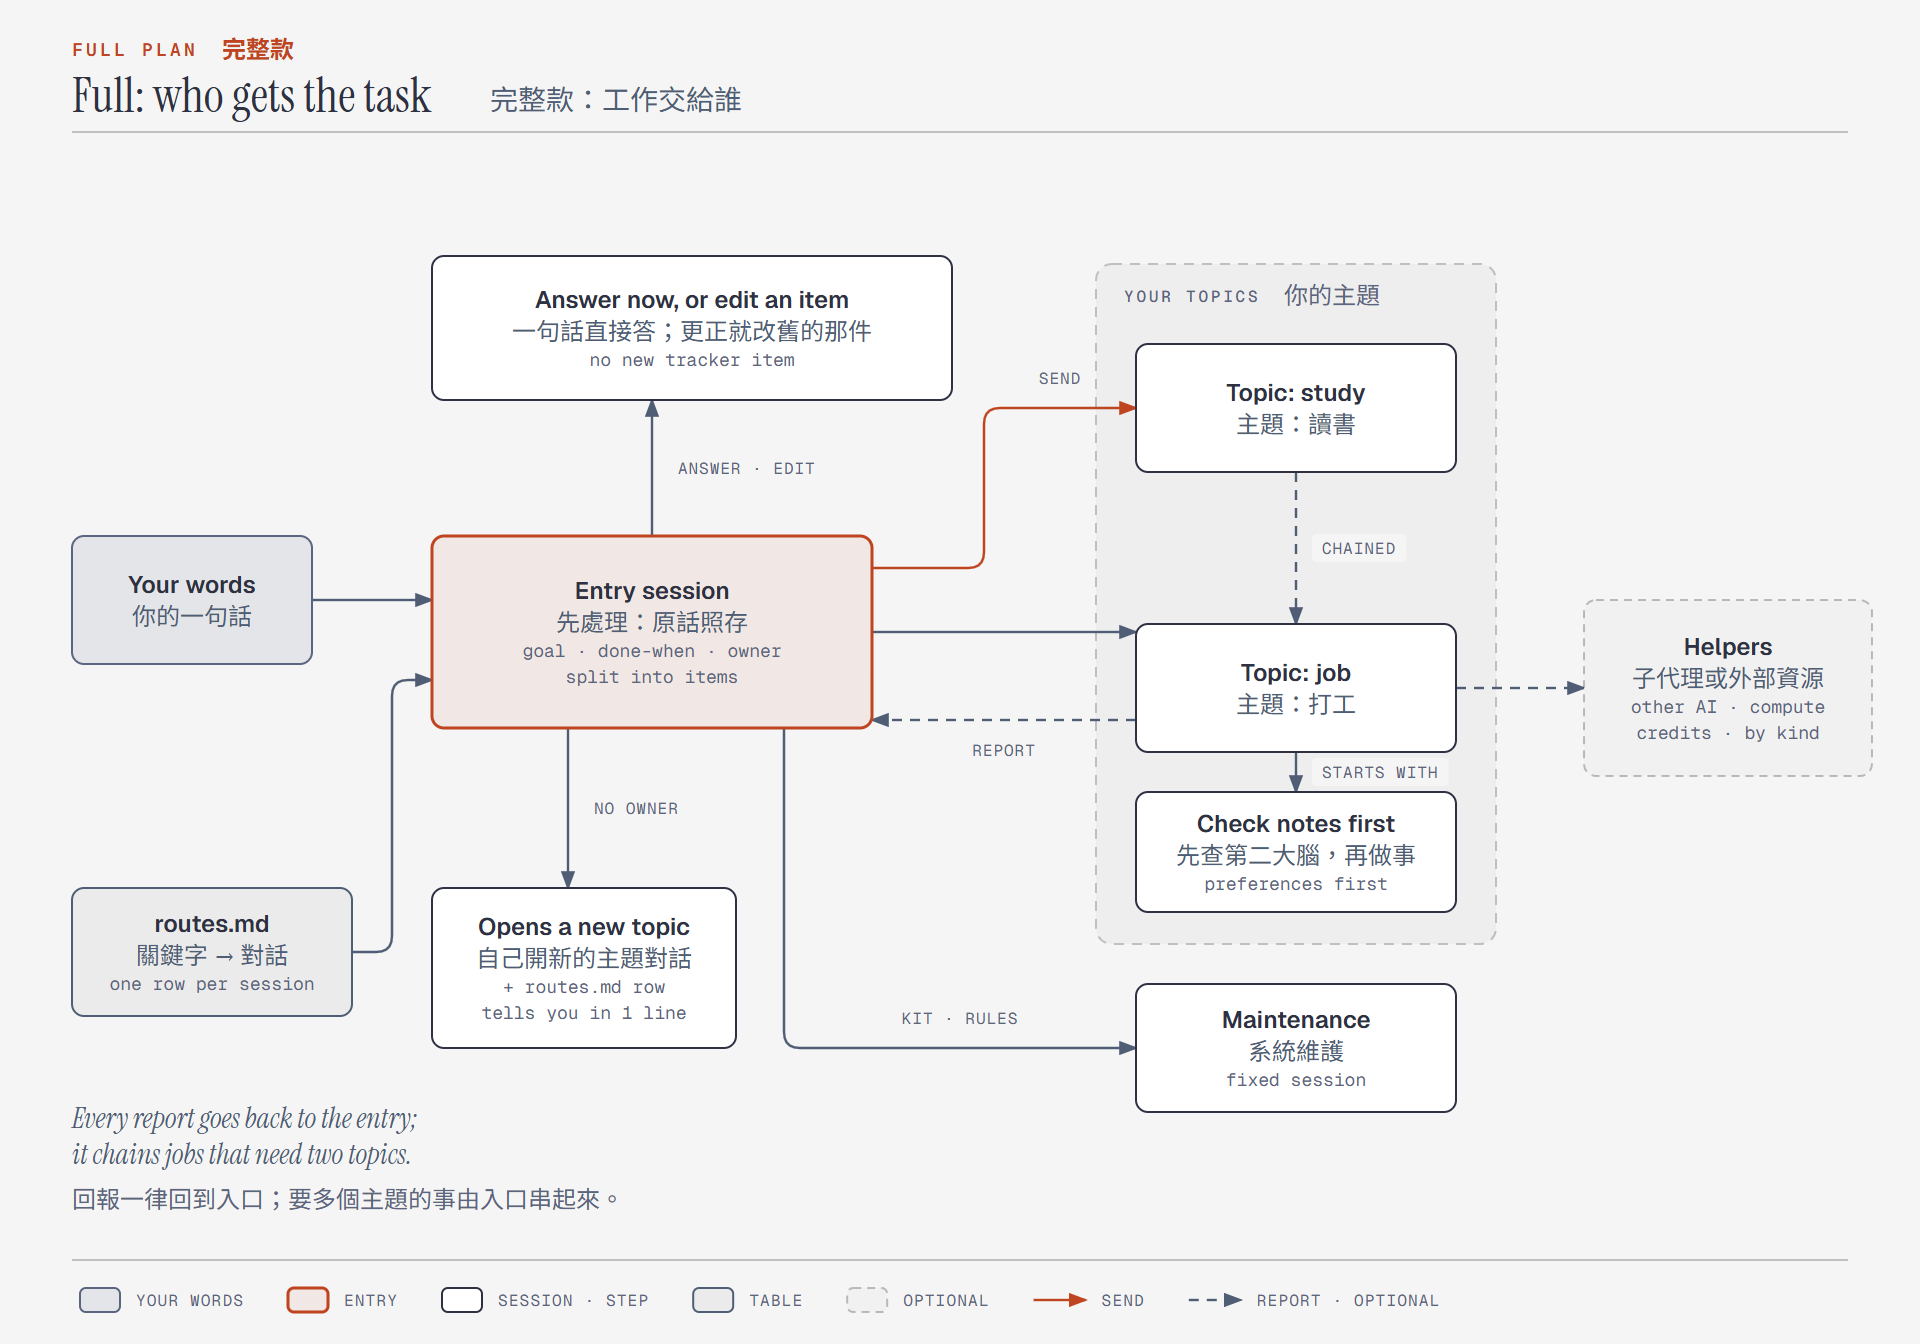 FULL PLAN 完整款
Full: who gets the task 完整款：工作交給誰
Answer now, or edit an item
一句話直接答；更正就改舊的那件
no new tracker item
YOUR TOPICS 你的主題
SEND
Topic: study
主題：讀書
ANSWER · EDIT
CHAINED
Your words
你的一句話
Entry session
先處理：原話照存
goal · done-when · owner
split into items
Topic: job
主題：打工
Helpers
子代理或外部資源
other AI · compute
credits · by kind
REPORT
STARTS WITH
NO OWNER
Check notes first
先查第二大腦，再做事
preferences first
routes.md
關鍵字 → 對話
one row per session
Opens a new topic
自己開新的主題對話
+ routes.md row
tells you in 1 line
KIT · RULES
Maintenance
系統維護
fixed session
Every report goes back to the entry;
it chains jobs that need two topics.
回報一律回到入口；要多個主題的事由入口串起來。
YOUR WORDS
ENTRY
SESSION · STEP
TABLE
OPTIONAL
SEND
REPORT · OPTIONAL